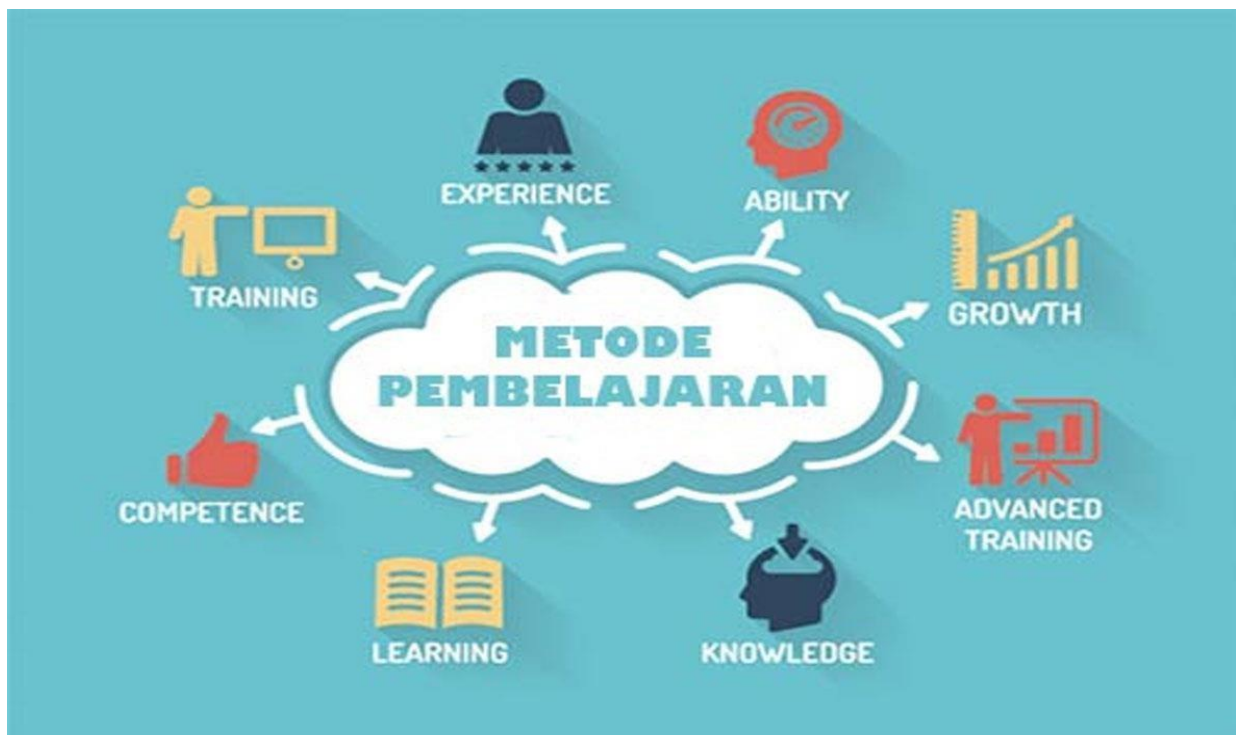 EXPERIENCE
ABILITY
TRAINING
GROWTH
METODE
PEMBELAJARAN
COMPETENCE
ADVANCED
TRAINING
LEARNING
KNOWLEDGE